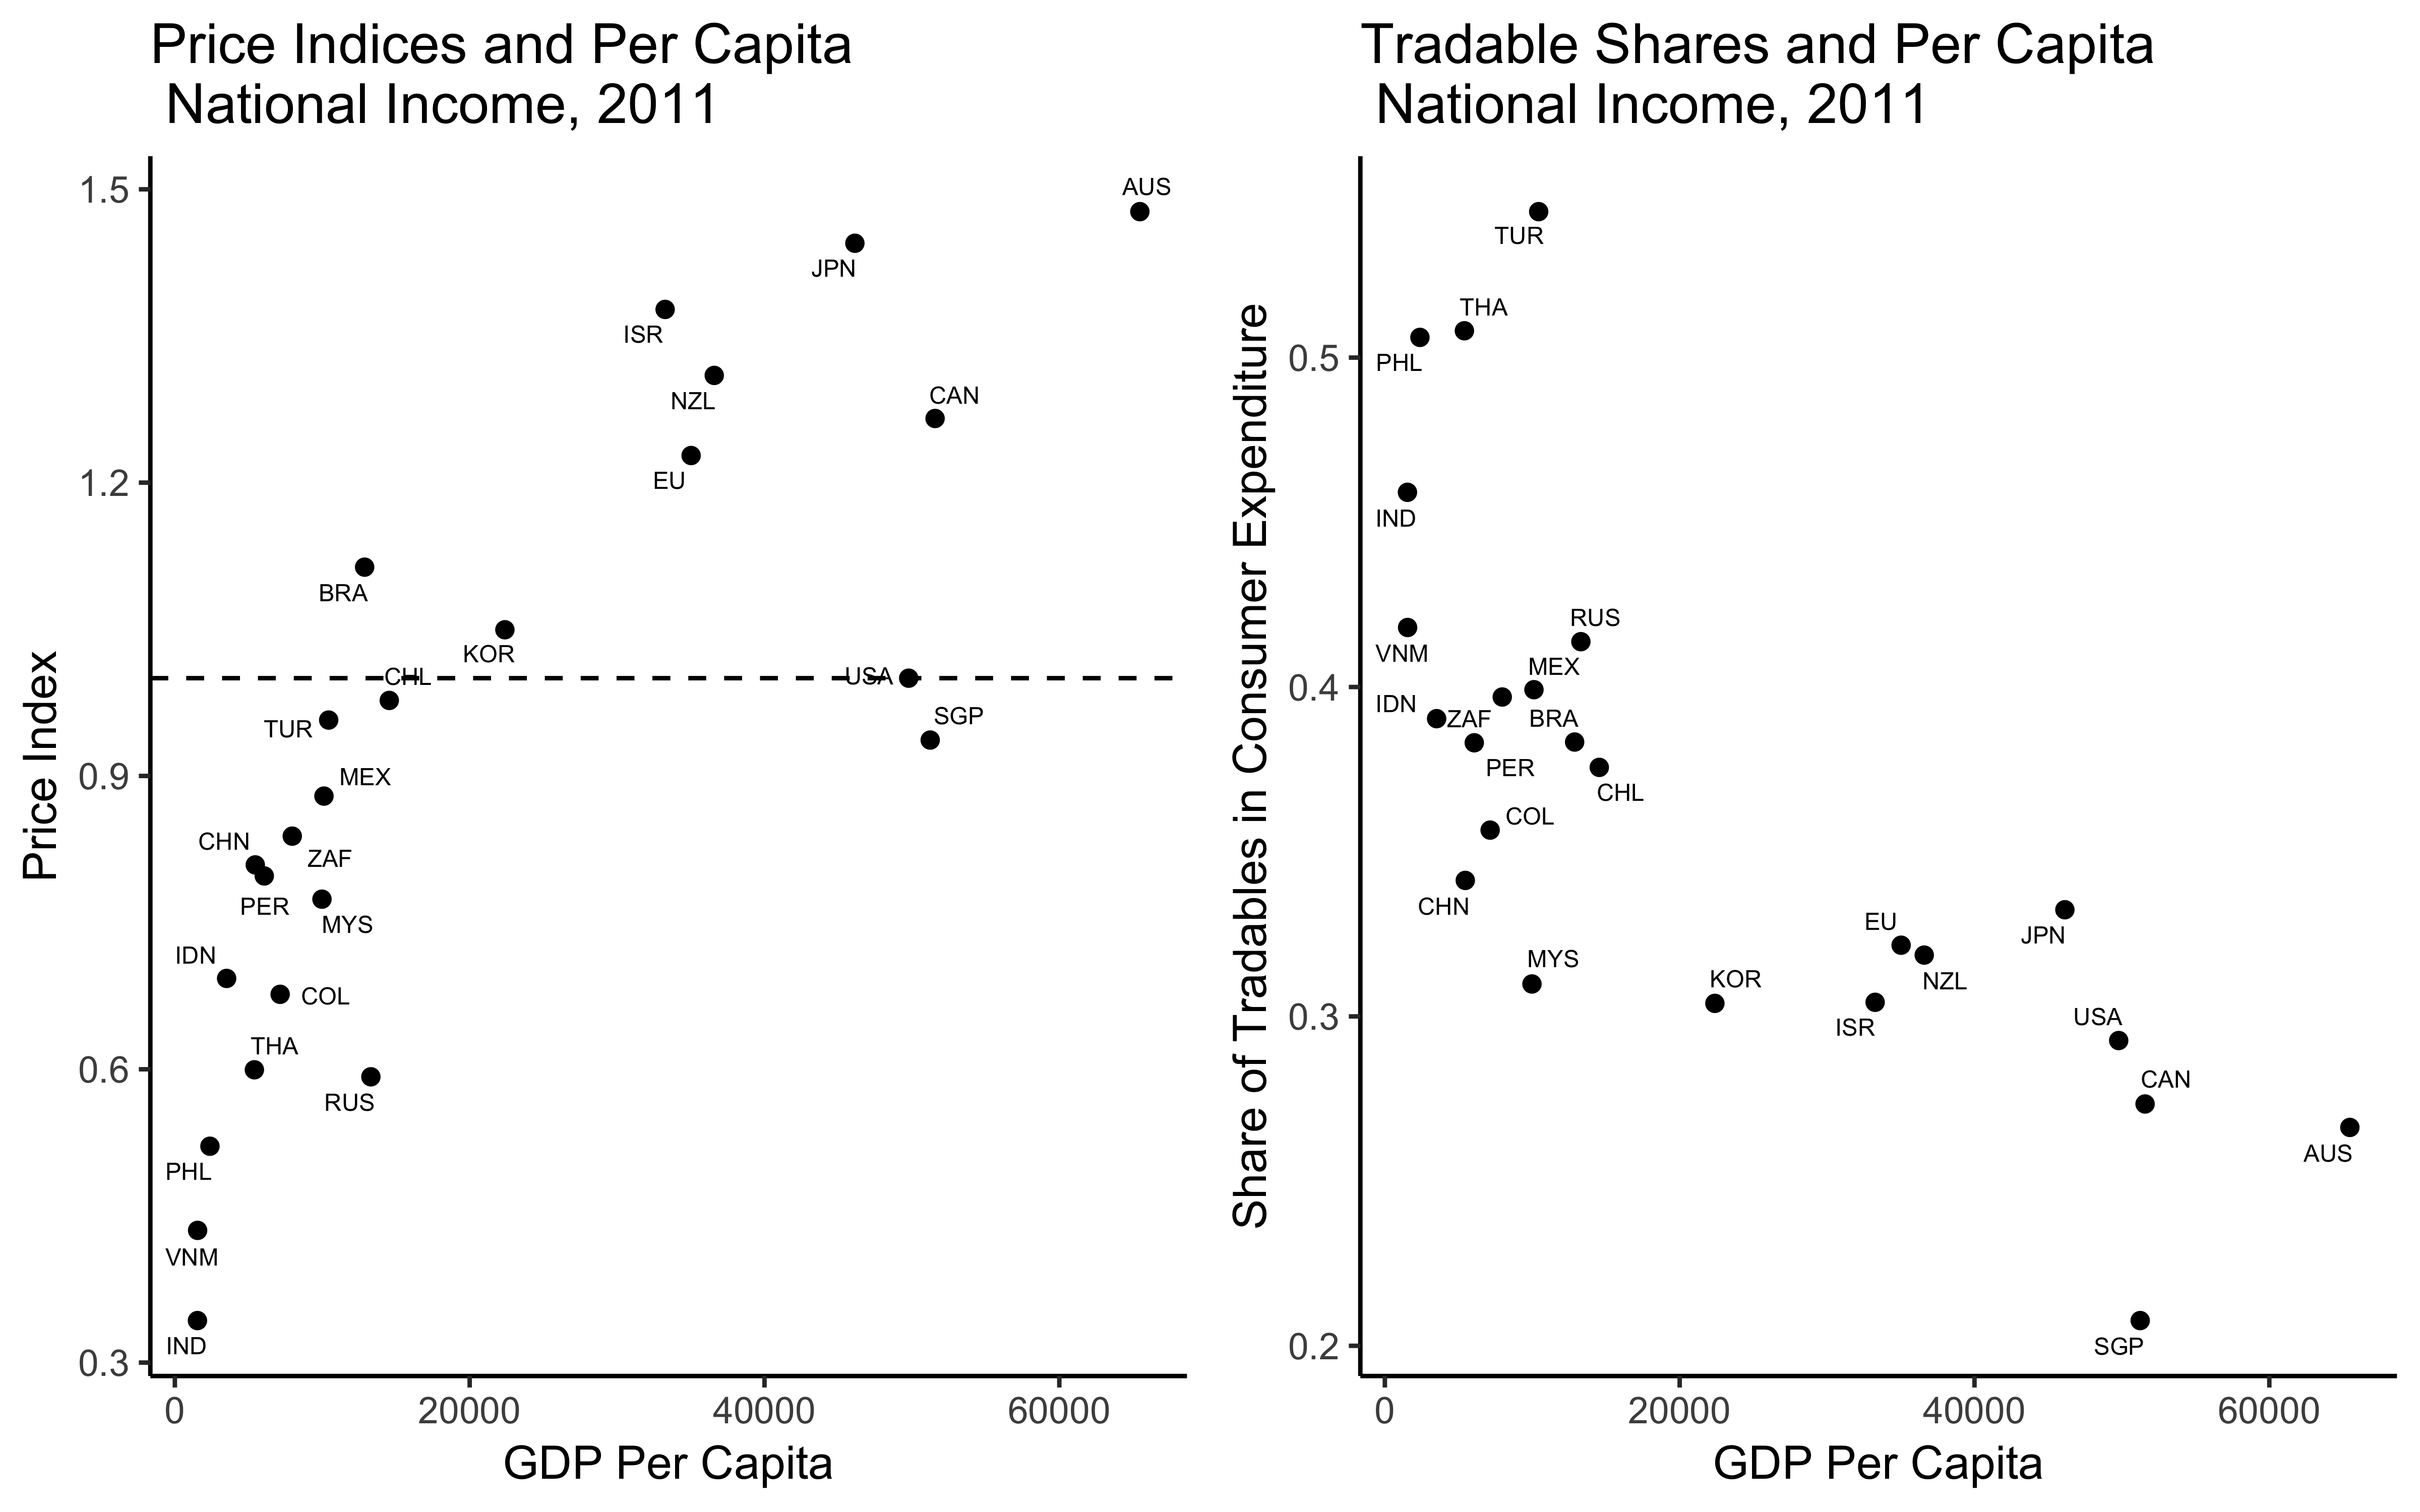 Price Indices and Per Capita
National Income, 2011
Price Index
1.5
1.2
0.9
0.6
0.3
AUS
JPN
ISR
NZL
CAN
EU
BRA
KOR
CHL
USA
TUR
SGP
MEX
CHN
ZAF
PER
MYS
IDN
COL
THA
RUS
PHL
VNM
IND
0
20000
40000
60000
GDP Per Capita
Tradable Shares and Per Capita
National Income, 2011
Share of Tradables in Consumer Expenditure
0.5
0.4
0.3
0.2
TUR
THA
PHL
IND
RUS
VNM
MEX
IDN
ZAF
BRA
PER
CHL
COL
CHN
EU
JPN
MYS
KOR
NZL
ISR
USA
CAN
AUS
SGP
0
20000
40000
60000
GDP Per Capita